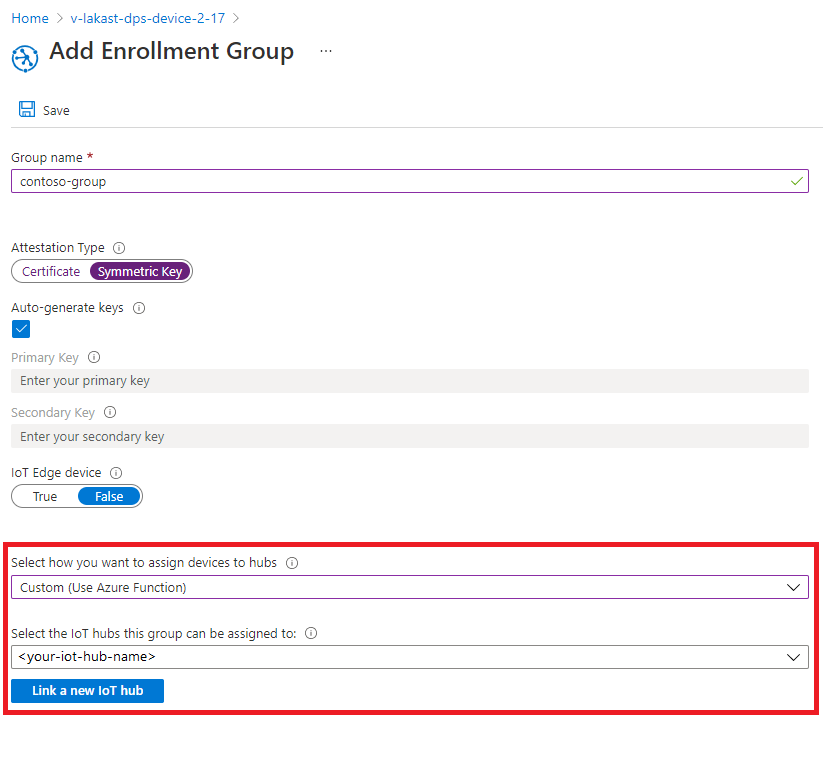 Home > v-lakast-dps-device-2-17 >
Add Enrollment Group ...
Save
Group name *
contoso-group
Attestation Type
Certificate Symmetric Key
Auto-generate keys
Primary Key
Enter your primary key
Secondary Key
Enter your secondary key
IoT Edge device
True False
Select how you want to assign devices to hubs
Custom (Use Azure Function)
Select the IoT hubs this group can be assigned to:
<your-iot-hub-name>
Link a new IoT hub